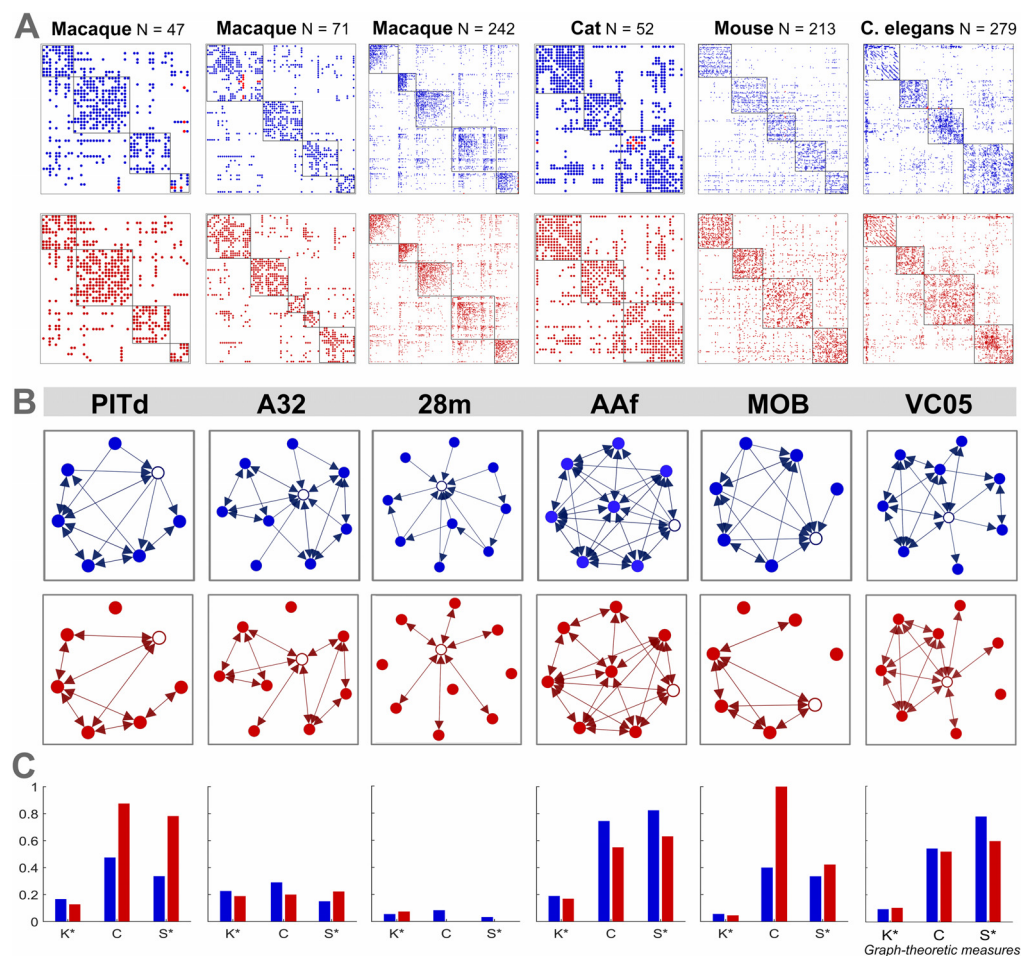 A
Macaque N = 47
Macaque N = 71
Macaque N = 242
Cat N = 52
Mouse N = 213
C. elegans N = 279
B
PITd
A32
28m
AAf
MOB
VC05
C
1
0.8
0.6
0.4
0.2
0
K* C S*
K* C S*
K* C S*
K* C S*
K* C S*
K* C S*
Graph-theoretic measures